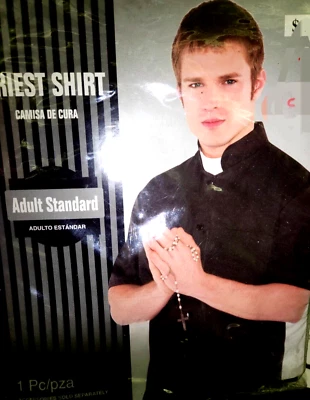 RIEST SHIRT
CAMISA DE CURA
Adult Standard
ADULTO ESTÁNDAR
1 Pc/pza